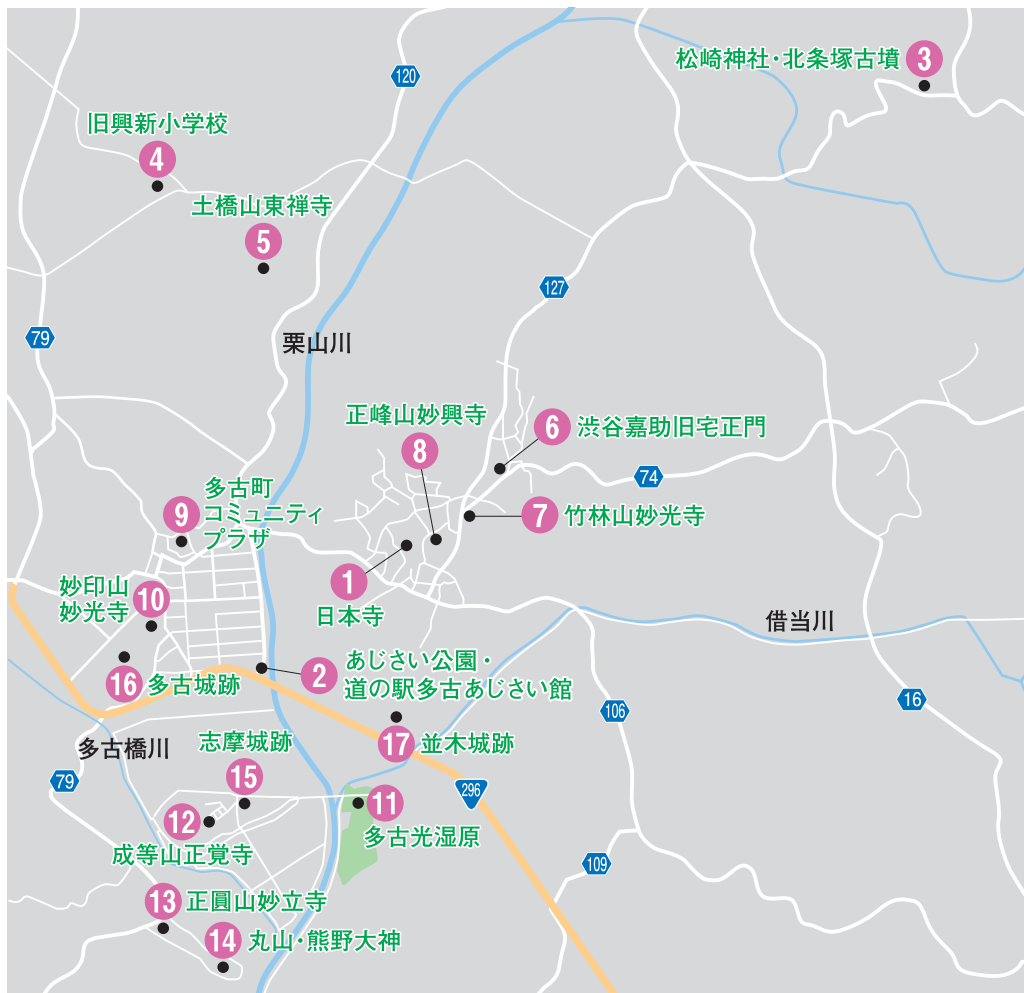 松崎神社・北条塚古墳
3
120
旧興新小学校
4
土橋山東禅寺
5
127
79
栗山川
正峰山妙興寺
8
6
渋谷嘉助旧宅正門
74
多古町
コミュニティ
プラザ
9
7
竹林山妙光寺
1
日本寺
妙印山
妙光寺
10
借当川
あじさい公園・
道の駅多古あじさい館
2
16
多古城跡
16
106
17
並木城跡
多古橋川
志摩城跡
15
79
296
11
多古光湿原
12
成等山正覚寺
109
13
正圓山妙立寺
14
丸山・熊野大神